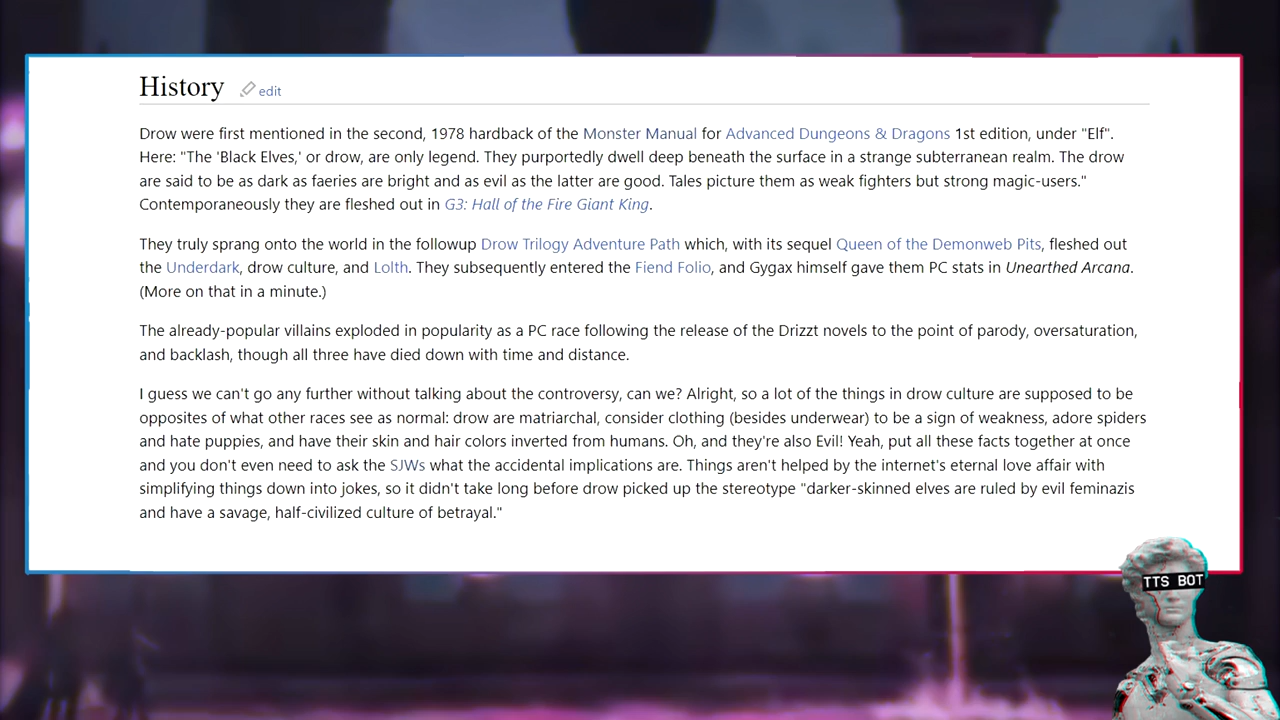 History edit
Drow were first mentioned in the second, 1978 hardback of the Monster Manual for Advanced Dungeons & Dragons 1st edition, under "Elf".
Here: "The 'Black Elves,' or drow, are only legend. They purportedly dwell deep beneath the surface in a strange subterranean realm. The drow
are said to be as dark as faeries are bright and as evil as the latter are good. Tales picture them as weak fighters but strong magic-users."
Contemporaneously they are fleshed out in G3: Hall of the Fire Giant King.
They truly sprang onto the world in the followup Drow Trilogy Adventure Path which, with its sequel Queen of the Demonweb Pits, fleshed out
the Underdark, drow culture, and Lolth. They subsequently entered the Fiend Folio, and Gygax himself gave them PC stats in Unearthed Arcana.
(More on that in a minute.)
The already-popular villains exploded in popularity as a PC race following the release of the Drizzt novels to the point of parody, oversaturation,
and backlash, though all three have died down with time and distance.
I guess we can't go any further without talking about the controversy, can we? Alright, so a lot of the things in drow culture are supposed to be
opposites of what other races see as normal: drow are matriarchal, consider clothing (besides underwear) to be a sign of weakness, adore spiders
and hate puppies, and have their skin and hair colors inverted from humans. Oh, and they're also Evil! Yeah, put all these facts together at once
and you don't even need to ask the SJWs what the accidental implications are. Things aren't helped by the internet's eternal love affair with
simplifying things down into jokes, so it didn't take long before drow picked up the stereotype "darker-skinned elves are ruled by evil feminazis
and have a savage, half-civilized culture of betrayal."
TTS BOT